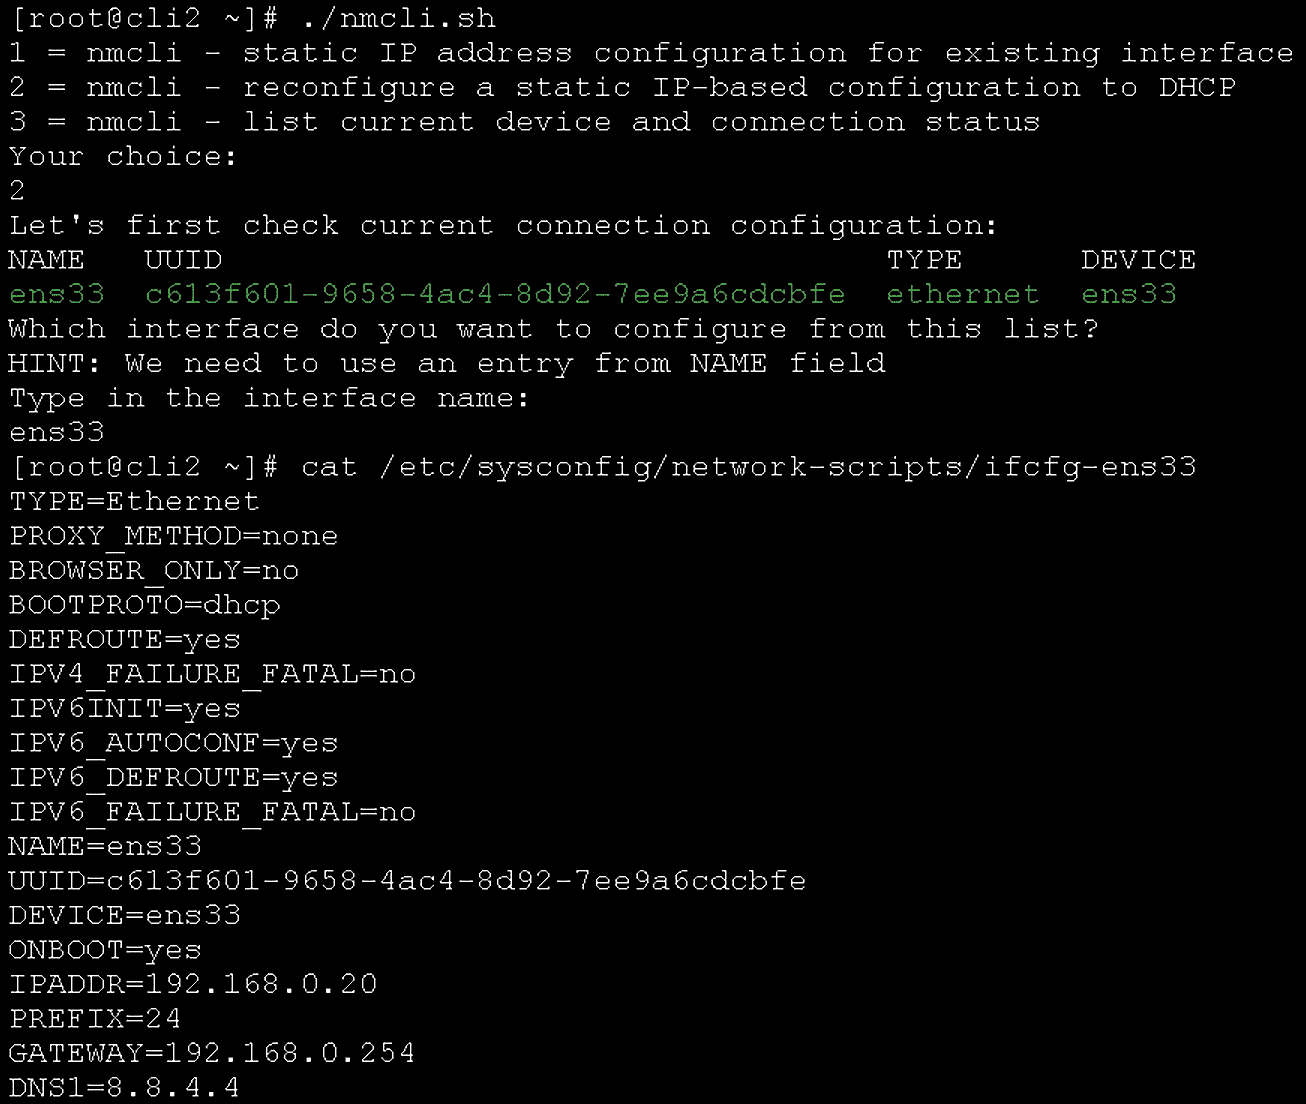 [root@cli2 ~]# ./nmcli.sh
1 = nmcli - static IP address configuration for existing interface
2 = nmcli - reconfigure a static IP-based configuration to DHCP
3 = nmcli - list current device and connection status
Your choice:
2
Let's first check current connection configuration:
NAME   UUID                                  TYPE      DEVICE
ens33  c613f601-9658-4ac4-8d92-7ee9a6cdcbfe  ethernet  ens33
Which interface do you want to configure from this list?
HINT: We need to use an entry from NAME field
Type in the interface name:
ens33
[root@cli2 ~]# cat /etc/sysconfig/network-scripts/ifcfg-ens33
TYPE=Ethernet
PROXY_METHOD=none
BROWSER_ONLY=no
BOOTPROTO=dhcp
DEFROUTE=yes
IPV4_FAILURE_FATAL=no
IPV6INIT=yes
IPV6_AUTOCONF=yes
IPV6_DEFROUTE=yes
IPV6_FAILURE_FATAL=no
NAME=ens33
UUID=c613f601-9658-4ac4-8d92-7ee9a6cdcbfe
DEVICE=ens33
ONBOOT=yes
IPADDR=192.168.0.20
PREFIX=24
GATEWAY=192.168.0.254
DNS1=8.8.4.4